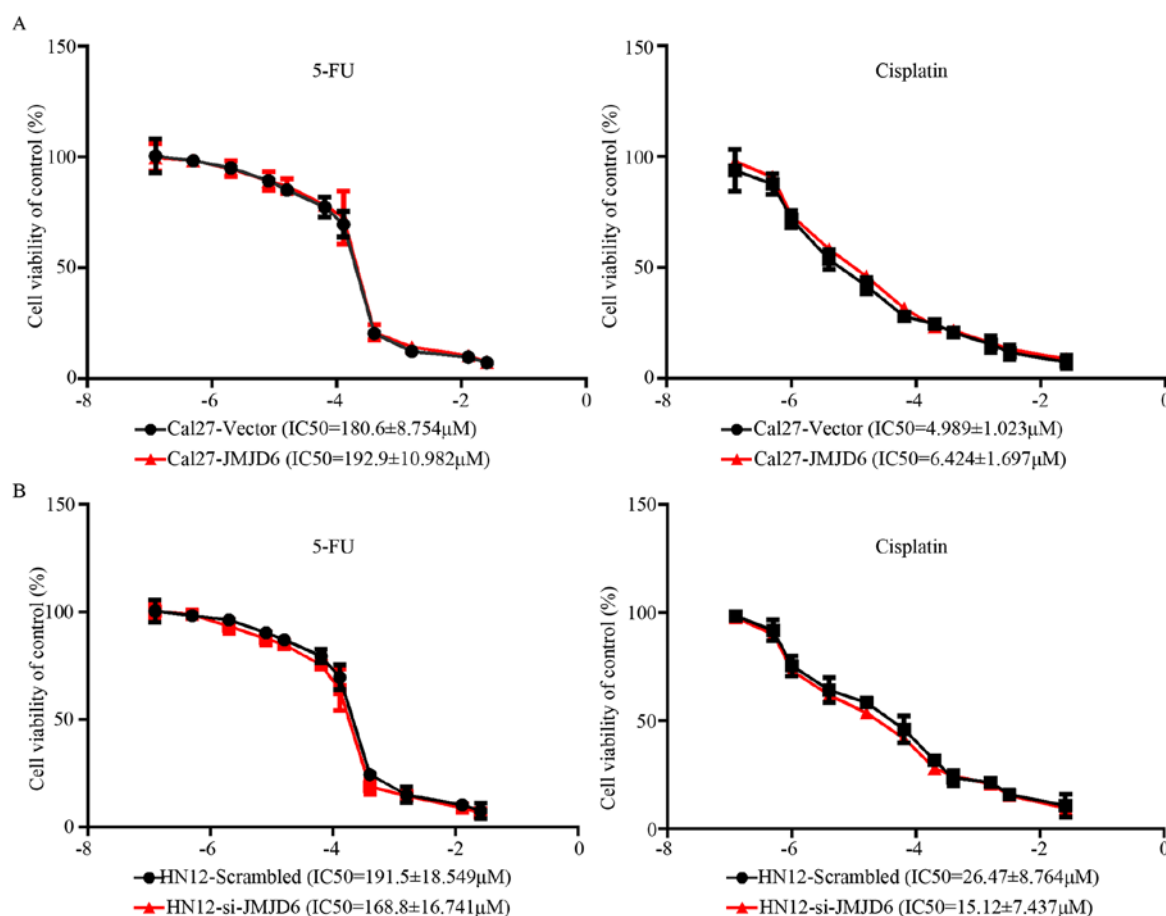 A
5-FU
Cell viability of control (%)
150
100
50
0
-8
-6
-4
-2
0
Cal27-Vector (IC50=180.6±8.754μM)
Cal27-JMJD6 (IC50=192.9±10.982μM)
Cisplatin
Cell viability of control (%)
150
100
50
0
-8
-6
-4
-2
0
Cal27-Vector (IC50=4.989±1.023μM)
Cal27-JMJD6 (IC50=6.424±1.697μM)
B
5-FU
Cell viability of control (%)
150
100
50
0
-8
-6
-4
-2
0
HN12-Scrambled (IC50=191.5±18.549μM)
HN12-si-JMJD6 (IC50=168.8±16.741μM)
Cisplatin
Cell viability of control (%)
150
100
50
0
-8
-6
-4
-2
0
HN12-Scrambled (IC50=26.47±8.764μM)
HN12-si-JMJD6 (IC50=15.12±7.437μM)